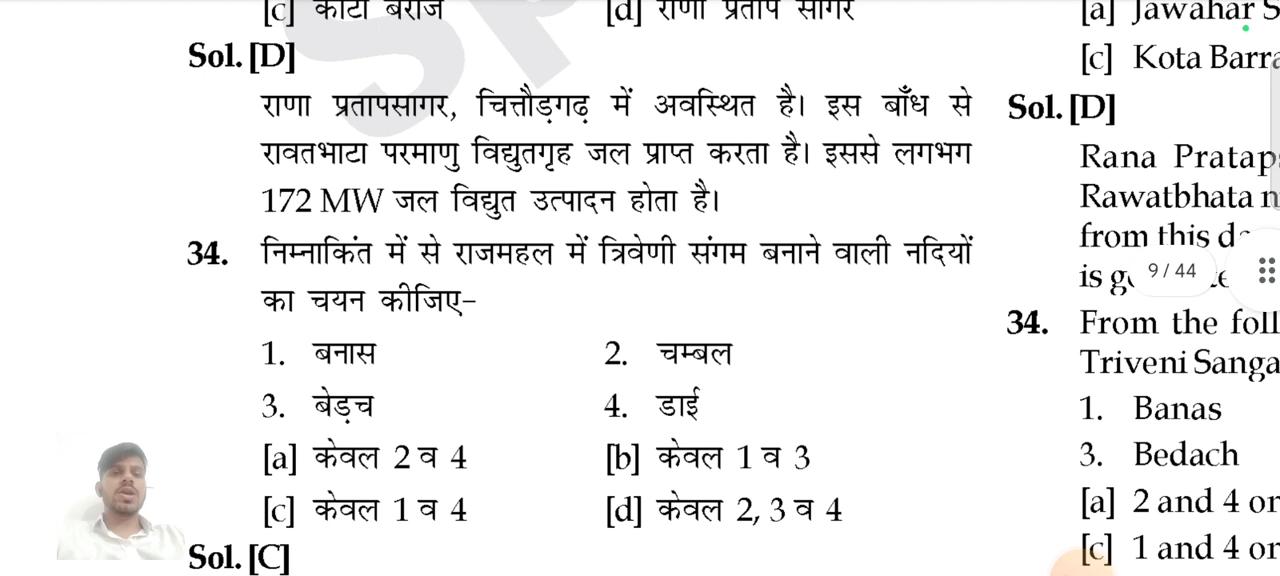 [c] कोटा बैराज [d] राणा प्रताप सागर
Sol. [D]
राणा प्रतापसागर, चित्तौड़गढ़ में अवस्थित है। इस बाँध से
रावतभाटा परमाणु विद्युतगृह जल प्राप्त करता है। इससे लगभग
172 MW जल विद्युत उत्पादन होता है।
34. निम्नाकिंत में से राजमहल में त्रिवेणी संगम बनाने वाली नदियों
का चयन कीजिए–
1. बनास 2. चम्बल
3. बेड़च 4. डाई
[a] केवल 2 व 4 [b] केवल 1 व 3
[c] केवल 1 व 4 [d] केवल 2, 3 व 4
Sol. [C]
[a] Jawahar S
[c] Kota Barra
Sol. [D]
Rana Pratap
Rawatbhata n
from this d
is g
9 / 44
34. From the foll
Triveni Sanga
1. Banas
3. Bedach
[a] 2 and 4 or
[c] 1 and 4 or